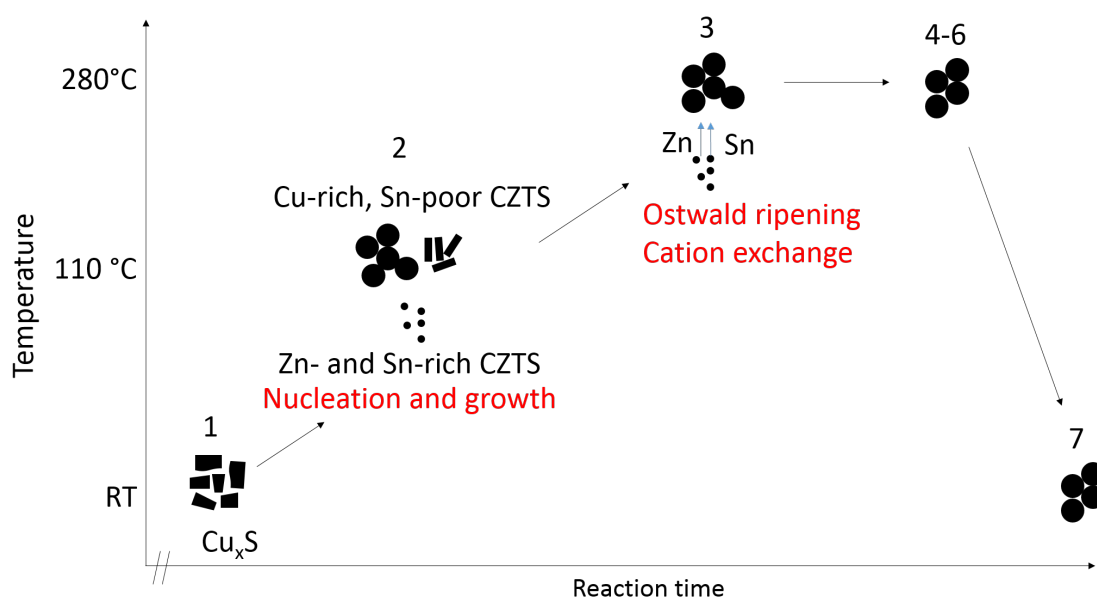 3
4-6
280°C
Zn
Sn
2
Cu-rich, Sn-poor CZTS
Ostwald ripening
Cation exchange
110 °C
Temperature
Zn- and Sn-rich CZTS
Nucleation and growth
1
7
RT
CuₓS
Reaction time